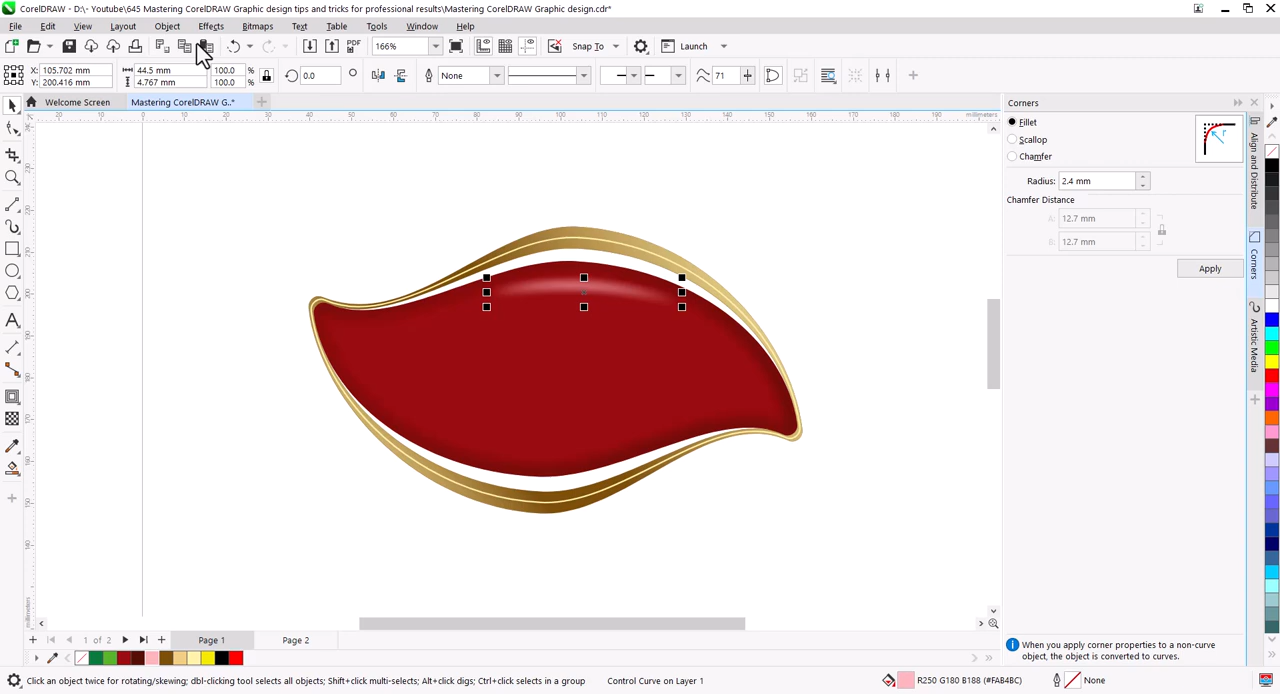 CorelDRAW - D:\- Youtube\645 Mastering CorelDRAW Graphic design tips and tricks for professional results\Mastering CorelDRAW Graphic design.cdr*
File Edit View Layout Object Effects Bitmaps Text Table Tools Window Help
PDF 166% Snap To Launch
X: 105.702 mm 44.5 mm 100.0 %
Y: 200.416 mm 4.767 mm 100.0 %
0.0 None 71
Welcome Screen Mastering CorelDRAW G..*
millimeters
Corners
Fillet
Scallop
Chamfer
Radius: 2.4 mm
Chamfer Distance
A: 12.7 mm
B: 12.7 mm
Apply
Align and Distribute
Corners
Artistic Media
1 of 2 Page 1 Page 2
When you apply corner properties to a non-curve
object, the object is converted to curves.
Click an object twice for rotating/skewing; dbl-clicking tool selects all objects; Shift+click multi-selects; Alt+click digs; Ctrl+click selects in a group Control Curve on Layer 1 R250 G180 B188 (#FAB4BC) None